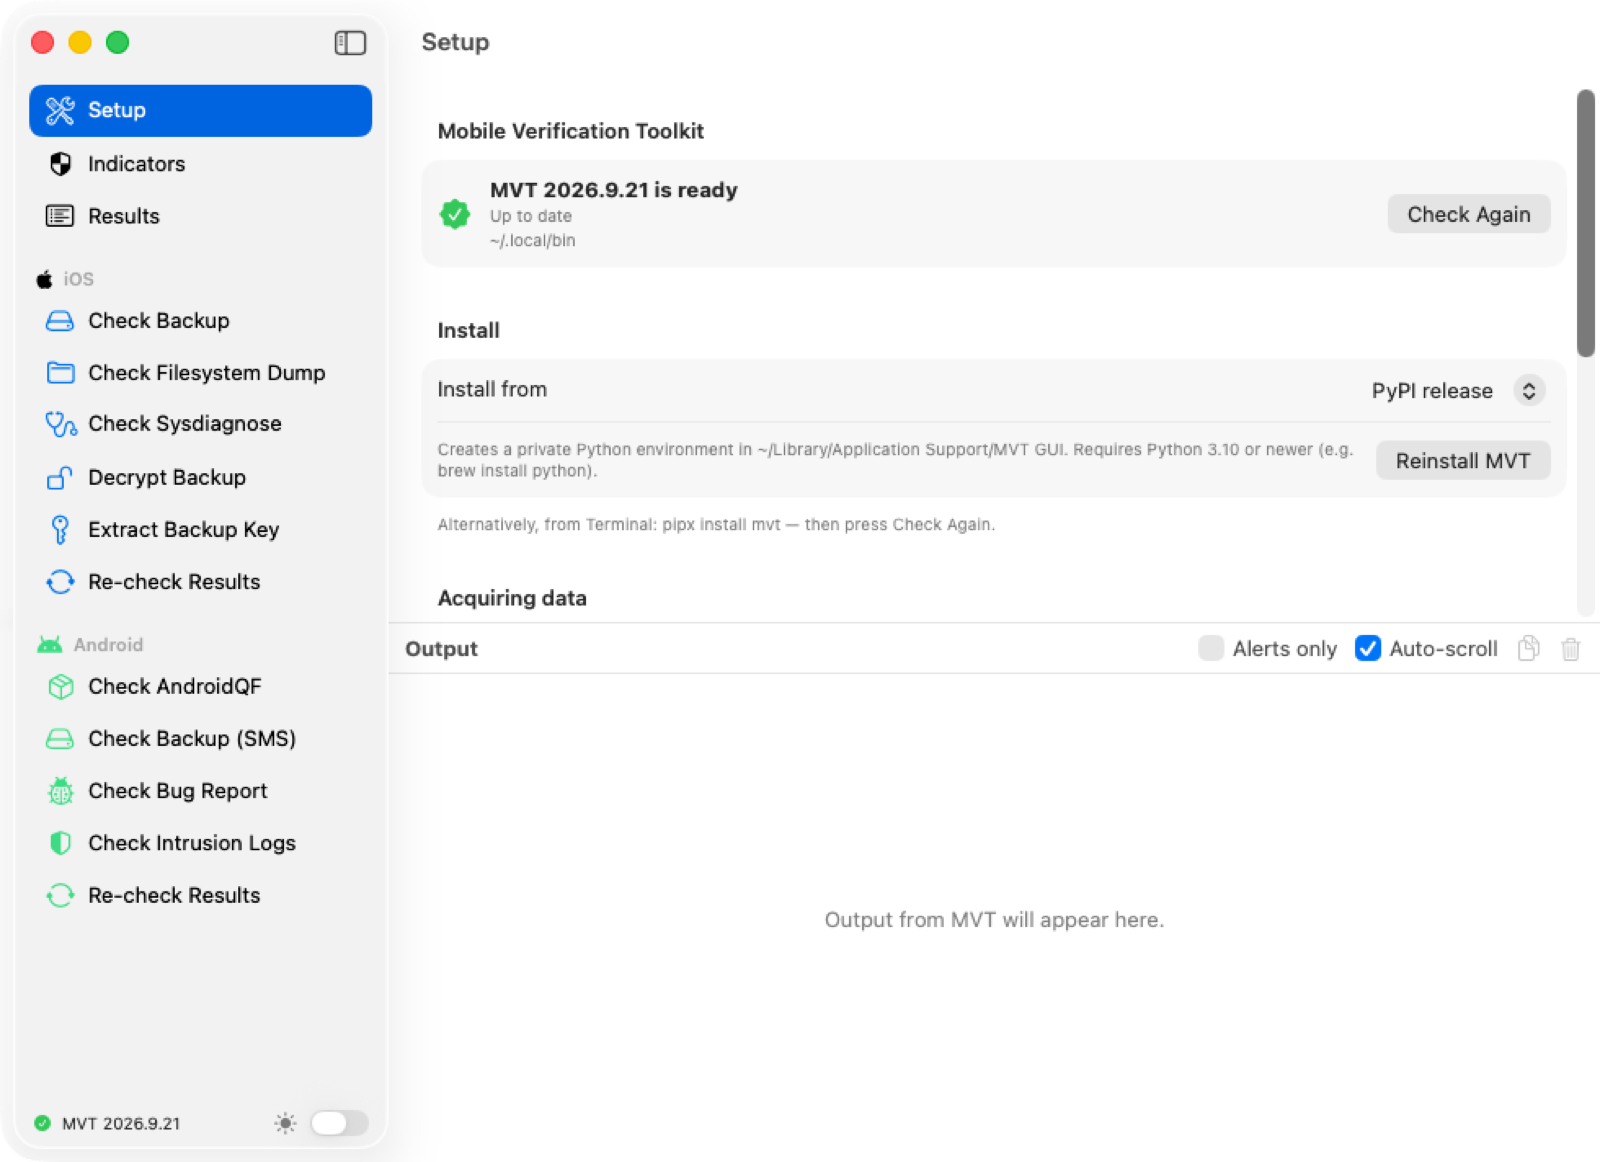 Setup
Indicators
Results
iOS
Check Backup
Check Filesystem Dump
Check Sysdiagnose
Decrypt Backup
Extract Backup Key
Re-check Results
Android
Check AndroidQF
Check Backup (SMS)
Check Bug Report
Check Intrusion Logs
Re-check Results
MVT 2026.9.21
Setup
Mobile Verification Toolkit
MVT 2026.9.21 is ready
Up to date
~/.local/bin
Check Again
Install
Install from
PyPI release
Creates a private Python environment in ~/Library/Application Support/MVT GUI. Requires Python 3.10 or newer (e.g.
brew install python).
Reinstall MVT
Alternatively, from Terminal: pipx install mvt — then press Check Again.
Acquiring data
Output
Alerts only
Auto-scroll
Output from MVT will appear here.